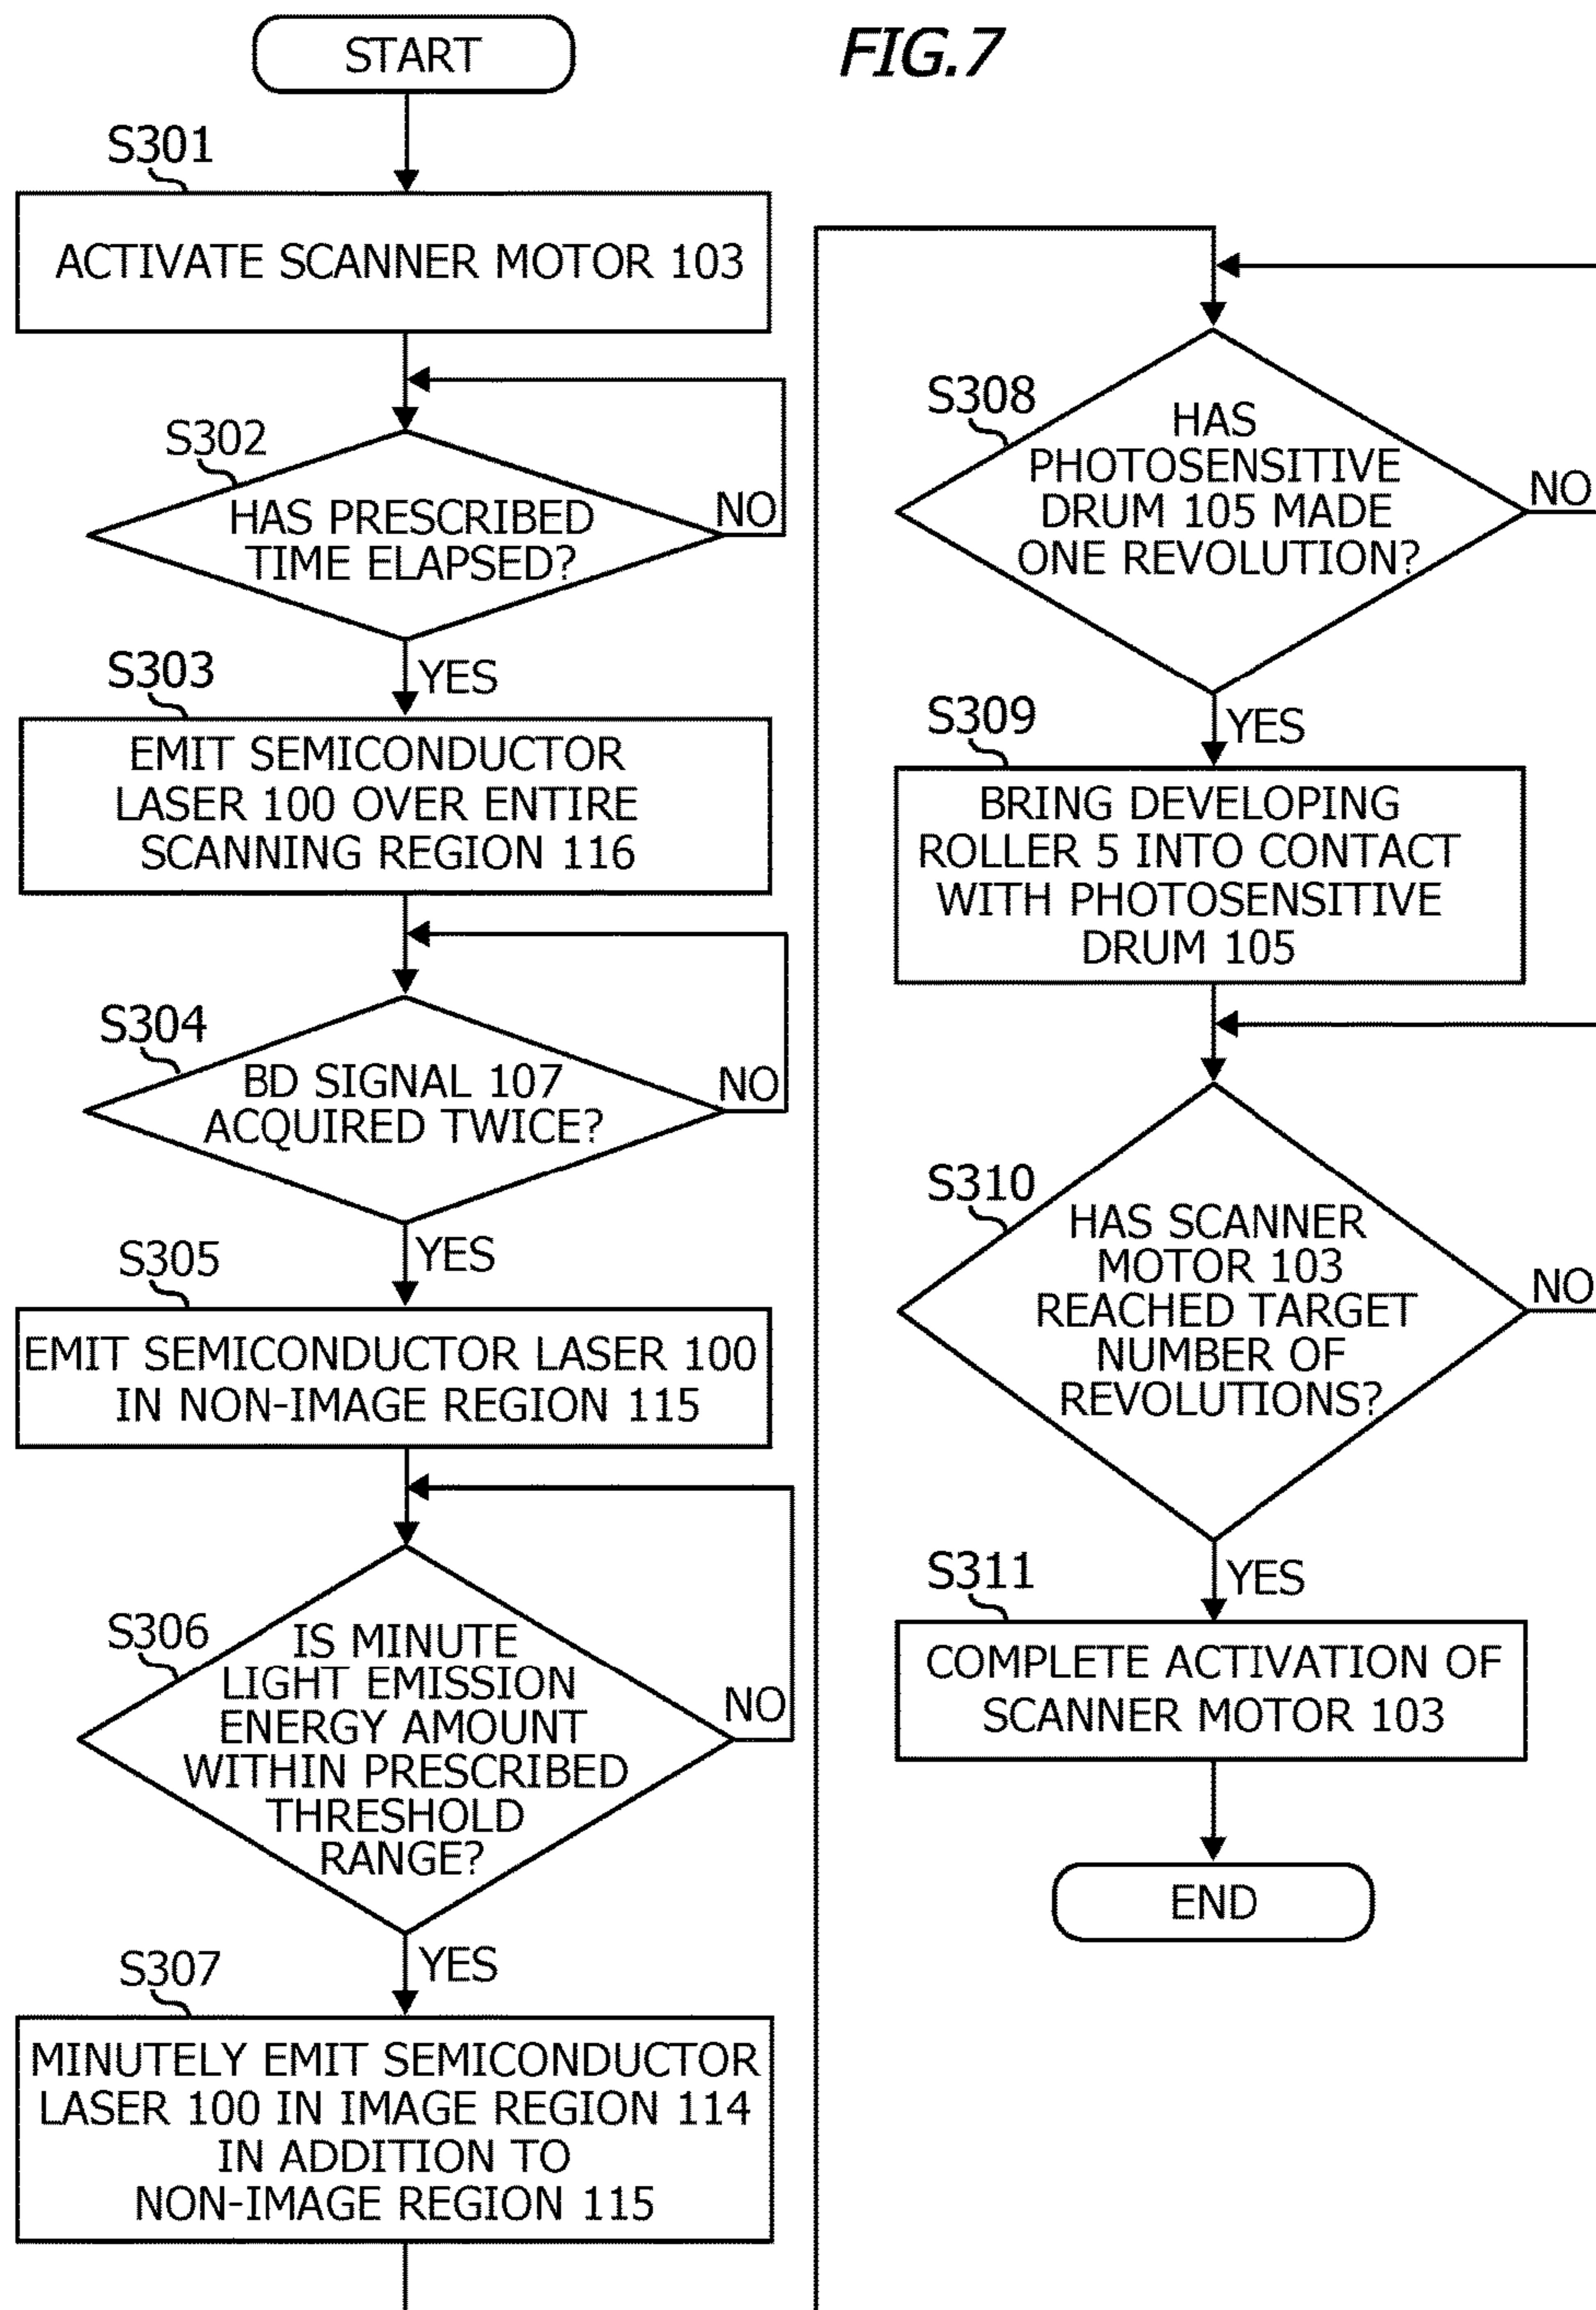 FIG.7
START
S301
ACTIVATE SCANNER MOTOR 103
S302
HAS PRESCRIBED
TIME ELAPSED?
NO
YES
S303
EMIT SEMICONDUCTOR
LASER 100 OVER ENTIRE
SCANNING REGION 116
S304
BD SIGNAL 107
ACQUIRED TWICE?
NO
YES
S305
EMIT SEMICONDUCTOR LASER 100
IN NON-IMAGE REGION 115
S306
IS MINUTE
LIGHT EMISSION
ENERGY AMOUNT
WITHIN PRESCRIBED
THRESHOLD
RANGE?
NO
YES
S307
MINUTELY EMIT SEMICONDUCTOR
LASER 100 IN IMAGE REGION 114
IN ADDITION TO
NON-IMAGE REGION 115
S308
HAS
PHOTOSENSITIVE
DRUM 105 MADE
ONE REVOLUTION?
NO
YES
S309
BRING DEVELOPING
ROLLER 5 INTO CONTACT
WITH PHOTOSENSITIVE
DRUM 105
S310
HAS SCANNER
MOTOR 103
REACHED TARGET
NUMBER OF
REVOLUTIONS?
NO
YES
S311
COMPLETE ACTIVATION OF
SCANNER MOTOR 103
END